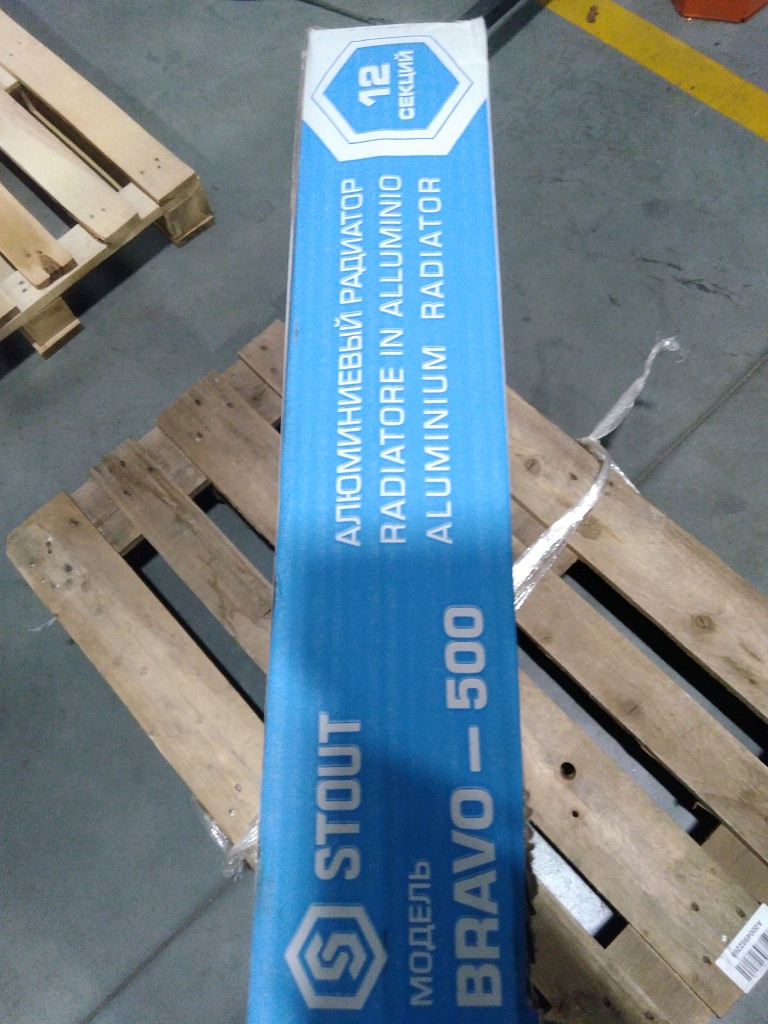 STOUT
МОДЕЛЬ
BRAVO — 500
АЛЮМИНИЕВЫЙ РАДИАТОР
RADIATORE IN ALLUMINIO
ALUMINIUM RADIATOR
12
СЕКЦИЙ